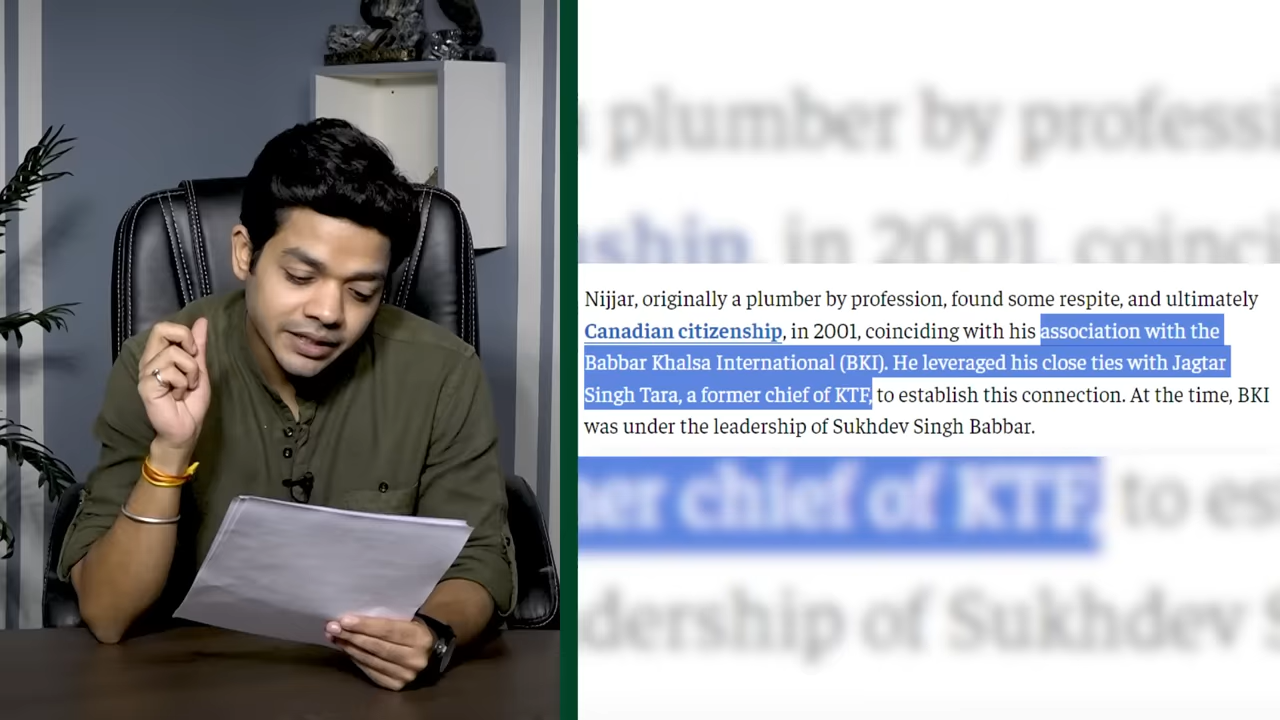 plumber by professi
ship, in 2001, coinci
Nijjar, originally a plumber by profession, found some respite, and ultimately
Canadian citizenship, in 2001, coinciding with his association with the
Babbar Khalsa International (BKI). He leveraged his close ties with Jagtar
Singh Tara, a former chief of KTF, to establish this connection. At the time, BKI
was under the leadership of Sukhdev Singh Babbar.
her chief of KTF, to es
dership of Sukhdev S